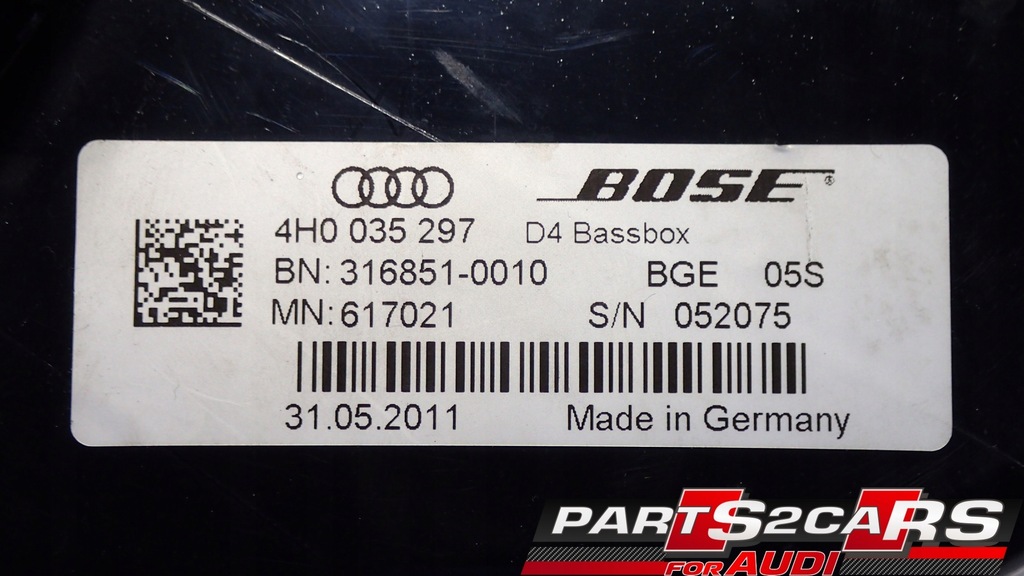 BOSE®
4H0 035 297 D4 Bassbox
BN: 316851-0010 BGE 05S
MN: 617021 S/N 052075
31.05.2011 Made in Germany
PARTS2CARS
FOR AUDI